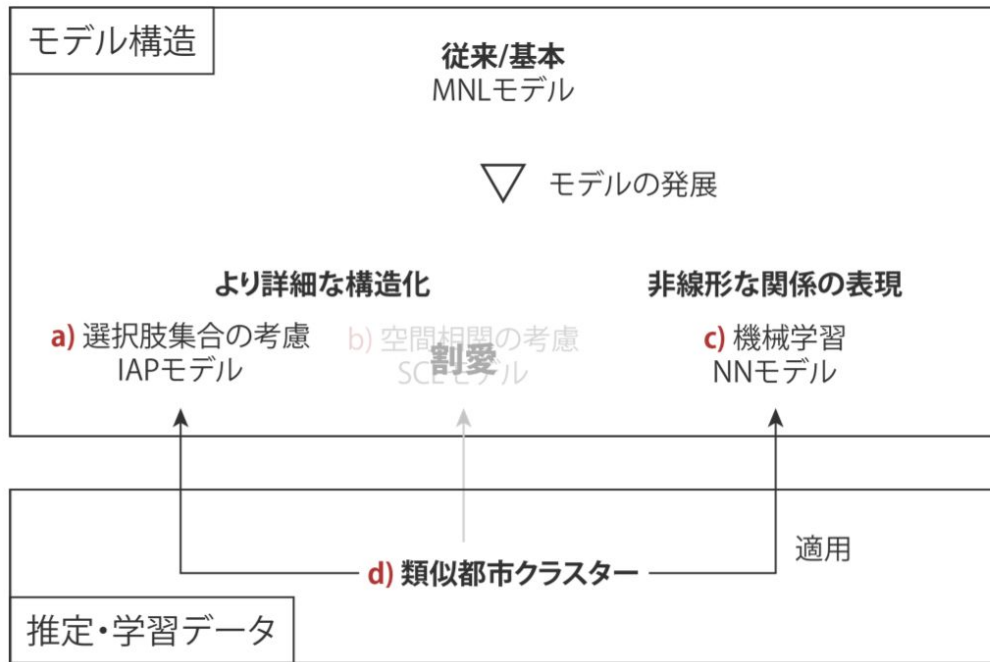 モデル構造
従来/基本
MNLモデル
モデルの発展
より詳細な構造化
非線形な関係の表現
a) 選択肢集合の考慮
IAPモデル
b) 空間相関の考慮
SCEモデル
割愛
c) 機械学習
NNモデル
d) 類似都市クラスター
適用
推定・学習データ